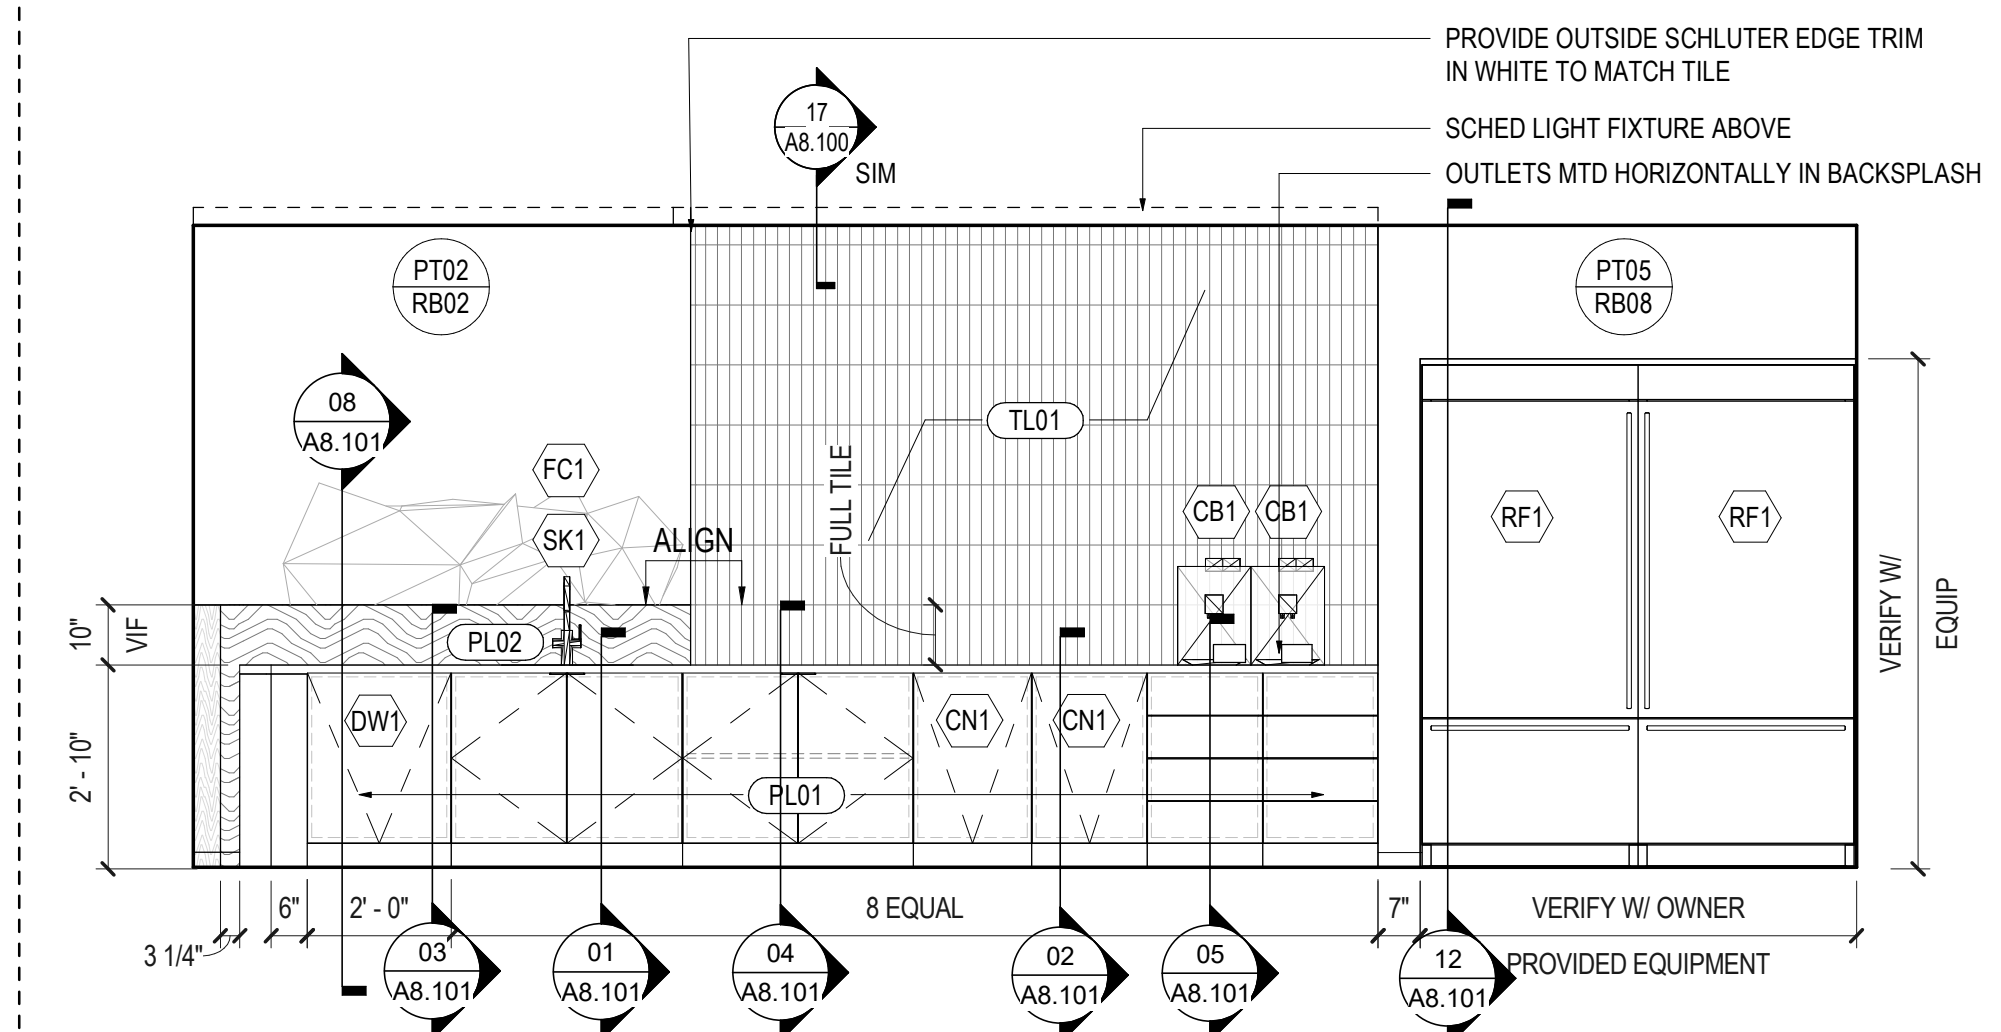 PROVIDE OUTSIDE SCHLUTER EDGE TRIM
IN WHITE TO MATCH TILE
17
A8.100
SIM
SCHED LIGHT FIXTURE ABOVE
OUTLETS MTD HORIZONTALLY IN BACKSPLASH
PT02
RB02
PT05
RB08
08
A8.101
TL01
FULL TILE
FC1
SK1
ALIGN
CB1
CB1
RF1
RF1
VERIFY W/
EQUIP
10"
VIF
PL02
DW1
CN1
CN1
2' - 10"
PL01
6"
2' - 0"
8 EQUAL
7"
VERIFY W/ OWNER
PROVIDED EQUIPMENT
3 1/4"
03
A8.101
01
A8.101
04
A8.101
02
A8.101
05
A8.101
12
A8.101